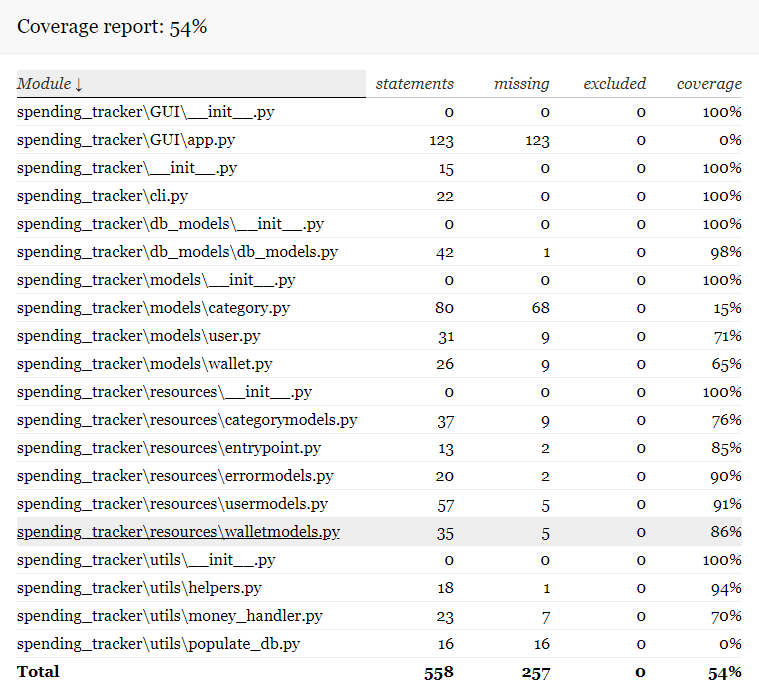 Coverage report: 54%
Module ↓ statements missing excluded coverage
spending_tracker\GUI\__init__.py 0 0 0 100%
spending_tracker\GUI\app.py 123 123 0 0%
spending_tracker\__init__.py 15 0 0 100%
spending_tracker\cli.py 22 0 0 100%
spending_tracker\db_models\__init__.py 0 0 0 100%
spending_tracker\db_models\db_models.py 42 1 0 98%
spending_tracker\models\__init__.py 0 0 0 100%
spending_tracker\models\category.py 80 68 0 15%
spending_tracker\models\user.py 31 9 0 71%
spending_tracker\models\wallet.py 26 9 0 65%
spending_tracker\resources\__init__.py 0 0 0 100%
spending_tracker\resources\categorymodels.py 37 9 0 76%
spending_tracker\resources\entrypoint.py 13 2 0 85%
spending_tracker\resources\errormodels.py 20 2 0 90%
spending_tracker\resources\usermodels.py 57 5 0 91%
spending_tracker\resources\walletmodels.py 35 5 0 86%
spending_tracker\utils\__init__.py 0 0 0 100%
spending_tracker\utils\helpers.py 18 1 0 94%
spending_tracker\utils\money_handler.py 23 7 0 70%
spending_tracker\utils\populate_db.py 16 16 0 0%
Total 558 257 0 54%